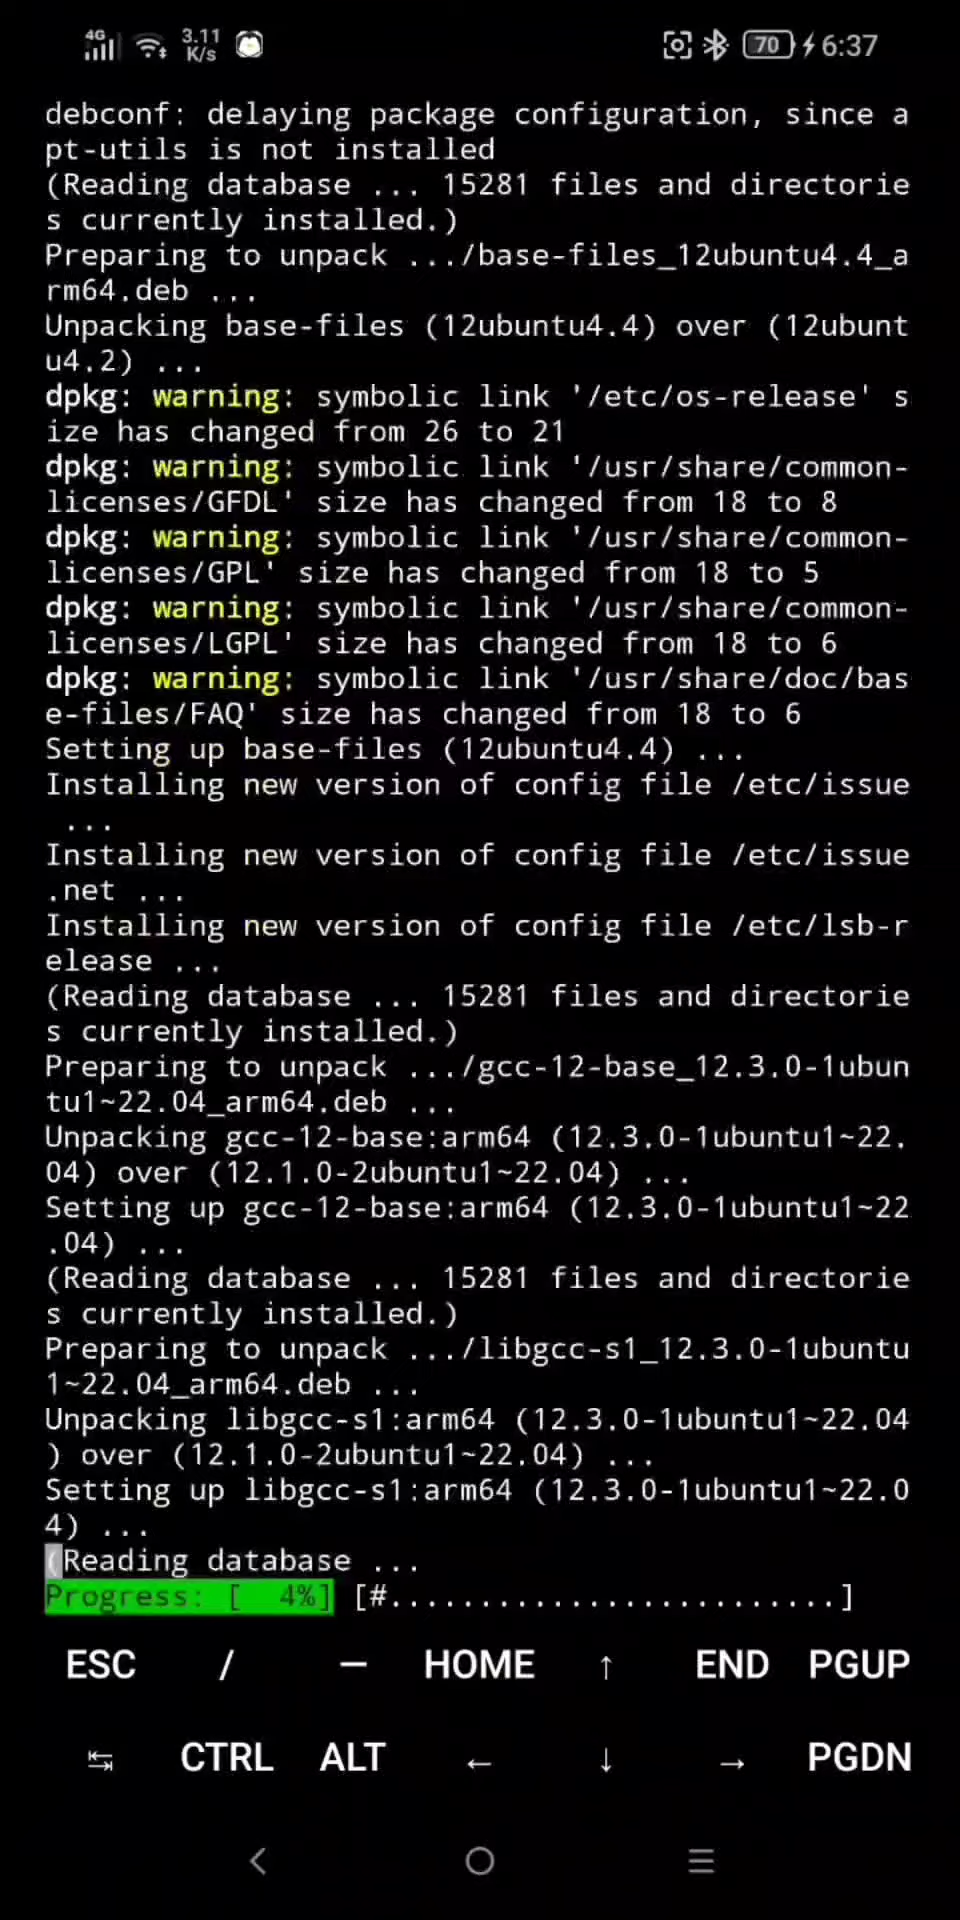 4G 3.11 K/s 70 6:37
debconf: delaying package configuration, since a
pt-utils is not installed
(Reading database ... 15281 files and directorie
s currently installed.)
Preparing to unpack .../base-files_12ubuntu4.4_a
rm64.deb ...
Unpacking base-files (12ubuntu4.4) over (12ubunt
u4.2) ...
dpkg: warning: symbolic link '/etc/os-release' s
ize has changed from 26 to 21
dpkg: warning: symbolic link '/usr/share/common-
licenses/GFDL' size has changed from 18 to 8
dpkg: warning: symbolic link '/usr/share/common-
licenses/GPL' size has changed from 18 to 5
dpkg: warning: symbolic link '/usr/share/common-
licenses/LGPL' size has changed from 18 to 6
dpkg: warning: symbolic link '/usr/share/doc/bas
e-files/FAQ' size has changed from 18 to 6
Setting up base-files (12ubuntu4.4) ...
Installing new version of config file /etc/issue
 ...
Installing new version of config file /etc/issue
.net ...
Installing new version of config file /etc/lsb-r
elease ...
(Reading database ... 15281 files and directorie
s currently installed.)
Preparing to unpack .../gcc-12-base_12.3.0-1ubun
tu1~22.04_arm64.deb ...
Unpacking gcc-12-base:arm64 (12.3.0-1ubuntu1~22.
04) over (12.1.0-2ubuntu1~22.04) ...
Setting up gcc-12-base:arm64 (12.3.0-1ubuntu1~22
.04) ...
(Reading database ... 15281 files and directorie
s currently installed.)
Preparing to unpack .../libgcc-s1_12.3.0-1ubuntu
1~22.04_arm64.deb ...
Unpacking libgcc-s1:arm64 (12.3.0-1ubuntu1~22.04
) over (12.1.0-2ubuntu1~22.04) ...
Setting up libgcc-s1:arm64 (12.3.0-1ubuntu1~22.0
4) ...
(Reading database ...
Progress: [  4%] [#.........................]
ESC / — HOME ↑ END PGUP
↹ CTRL ALT ← ↓ → PGDN